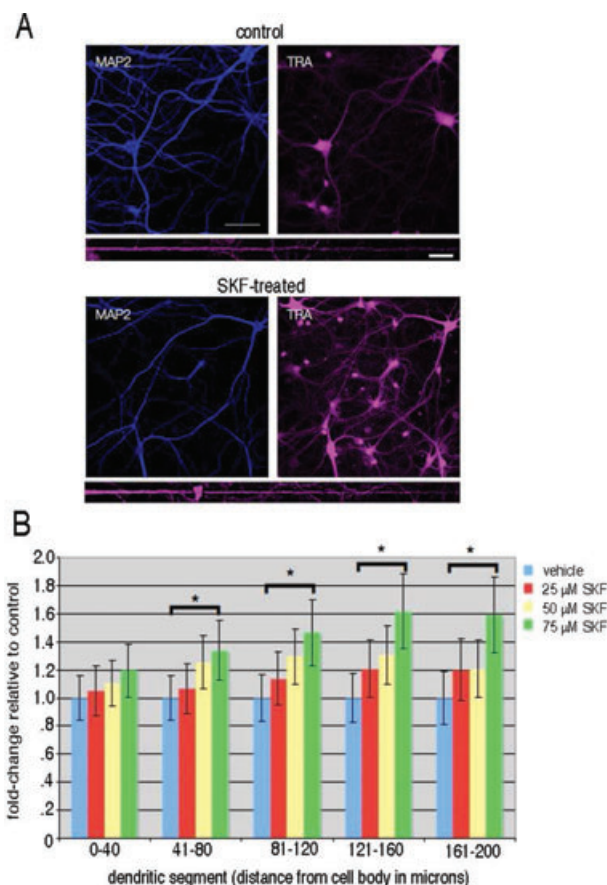 A
control
MAP2
TRA
SKF-treated
MAP2
TRA
B
fold-change relative to control
2.0
1.8
1.6
1.4
1.2
1.0
.8
.6
.4
.2
0
*
*
*
*
vehicle
25 µM SKF
50 µM SKF
75 µM SKF
0-40
41-80
81-120
121-160
161-200
dendritic segment (distance from cell body in microns)